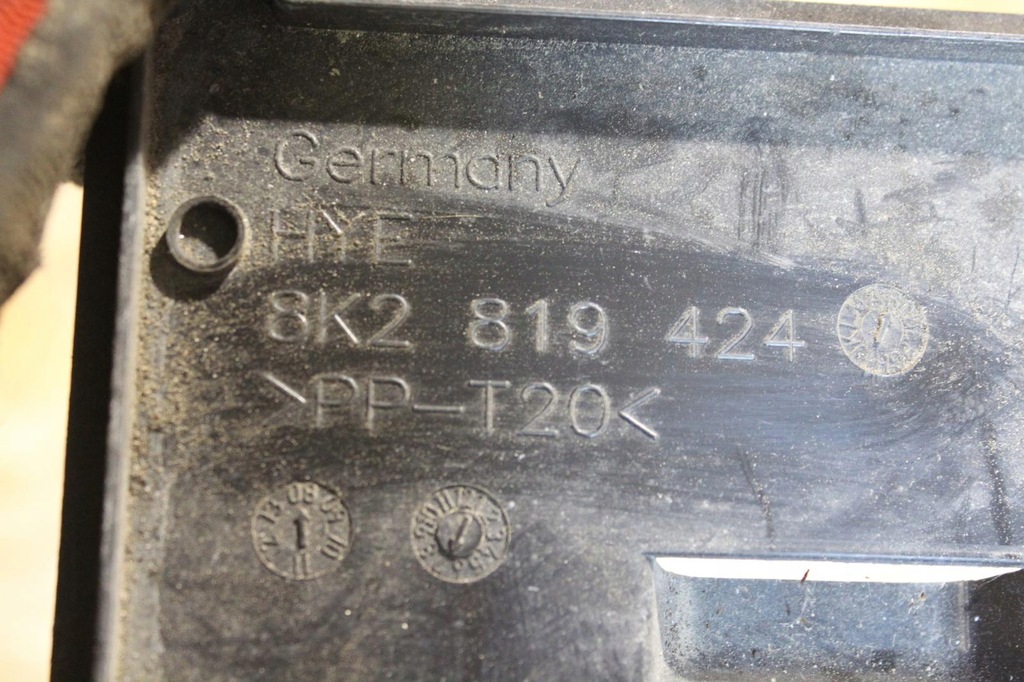 Germany
HYE
8K2 819 424
>PP-T20<